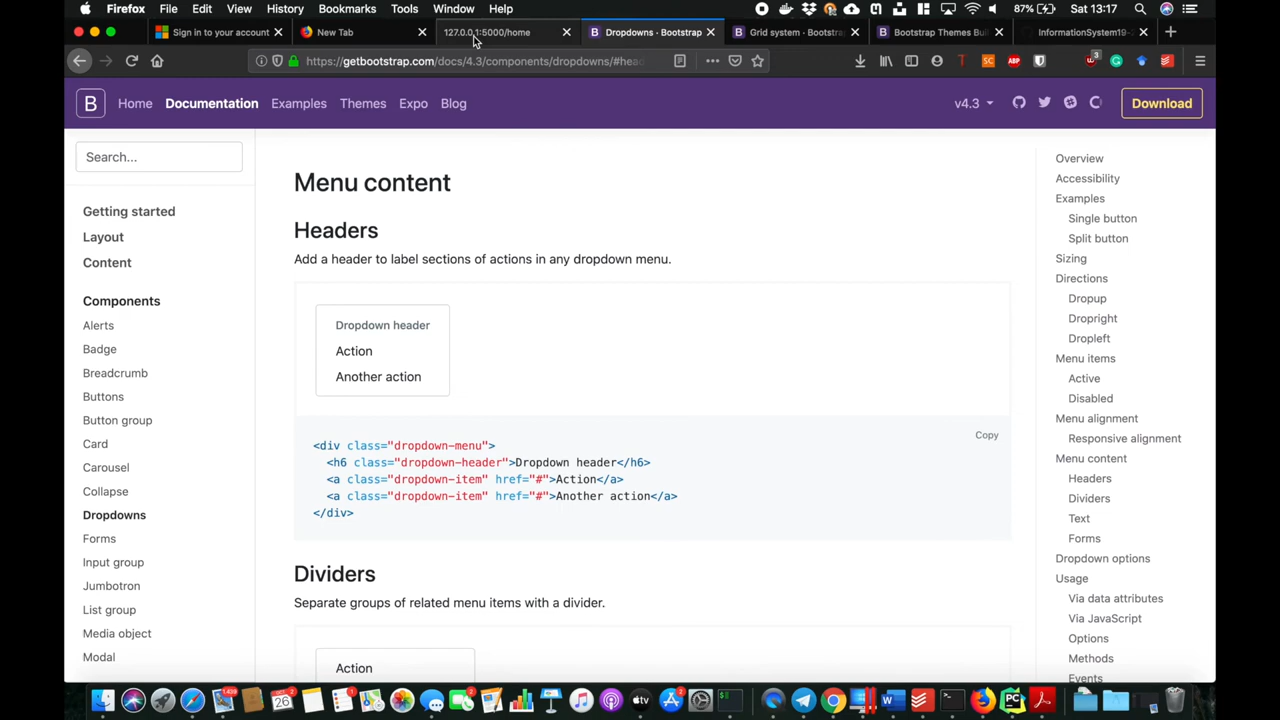 Firefox File Edit View History Bookmarks Tools Window Help 87% Sat 13:17
Sign in to your account New Tab 127.0.0.1:5000/home Dropdowns · Bootstrap Grid system · Bootstra Bootstrap Themes Bui InformationSystem19-
https://getbootstrap.com/docs/4.3/components/dropdowns/#head 3
B Home Documentation Examples Themes Expo Blog v4.3 Download
Search...
Getting started
Layout
Content
Components
Alerts
Badge
Breadcrumb
Buttons
Button group
Card
Carousel
Collapse
Dropdowns
Forms
Input group
Jumbotron
List group
Media object
Modal
Menu content
Headers
Add a header to label sections of actions in any dropdown menu.
Dropdown header
Action
Another action
Copy
<div class="dropdown-menu">
<h6 class="dropdown-header">Dropdown header</h6>
<a class="dropdown-item" href="#">Action</a>
<a class="dropdown-item" href="#">Another action</a>
</div>
Dividers
Separate groups of related menu items with a divider.
Action
Overview
Accessibility
Examples
Single button
Split button
Sizing
Directions
Dropup
Dropright
Dropleft
Menu items
Active
Disabled
Menu alignment
Responsive alignment
Menu content
Headers
Dividers
Text
Forms
Dropdown options
Usage
Via data attributes
Via JavaScript
Options
Methods
Events